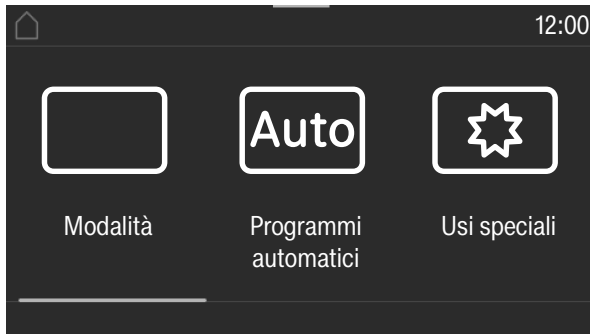 12:00
Auto
Modalità
Programmi
automatici
Usi speciali